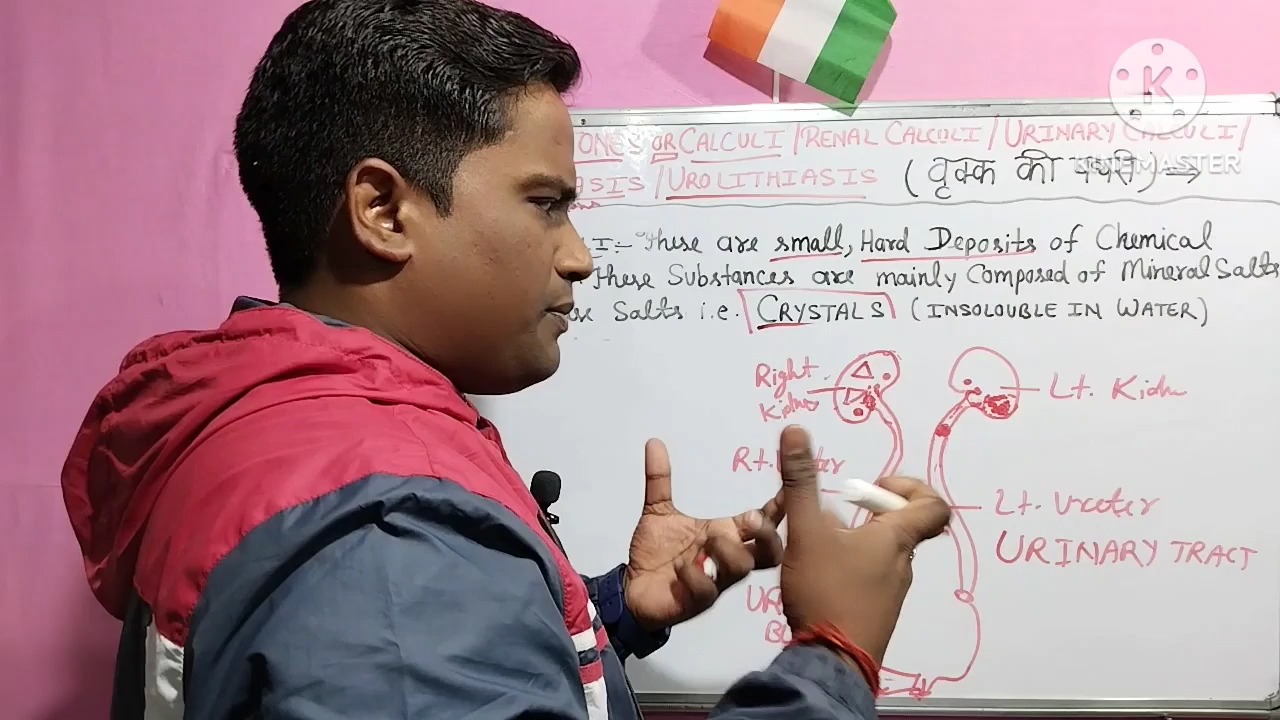 ONES OR CALCULI / RENAL CALCULI / URINARY CALCULI /
ASIS / UROLITHIASIS (वृक्क की पथरी) →
I:- These are small, Hard Deposits of Chemical
These Substances are mainly Composed of Mineral Salts
Salts i.e. CRYSTALS (INSOLOUBLE IN WATER)
Right
Kidney
Lt. Kidn
Rt.
Lt. Ureter
URINARY TRACT
K
KINEMASTER